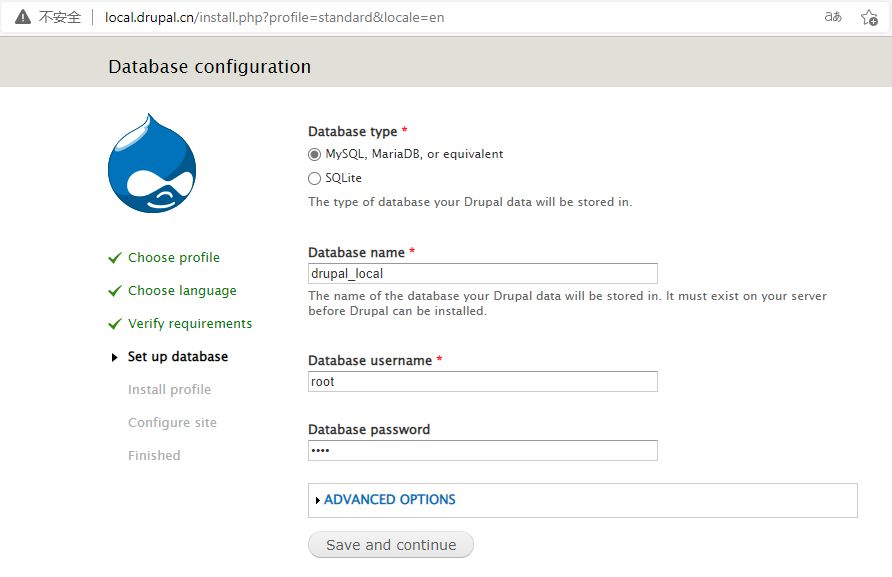 不安全 local.drupal.cn/install.php?profile=standard&locale=en aあ
Database configuration
Database type *
MySQL, MariaDB, or equivalent
SQLite
The type of database your Drupal data will be stored in.
Choose profile
Choose language
Verify requirements
Set up database
Install profile
Configure site
Finished
Database name *
drupal_local
The name of the database your Drupal data will be stored in. It must exist on your server
before Drupal can be installed.
Database username *
root
Database password
••••
ADVANCED OPTIONS
Save and continue